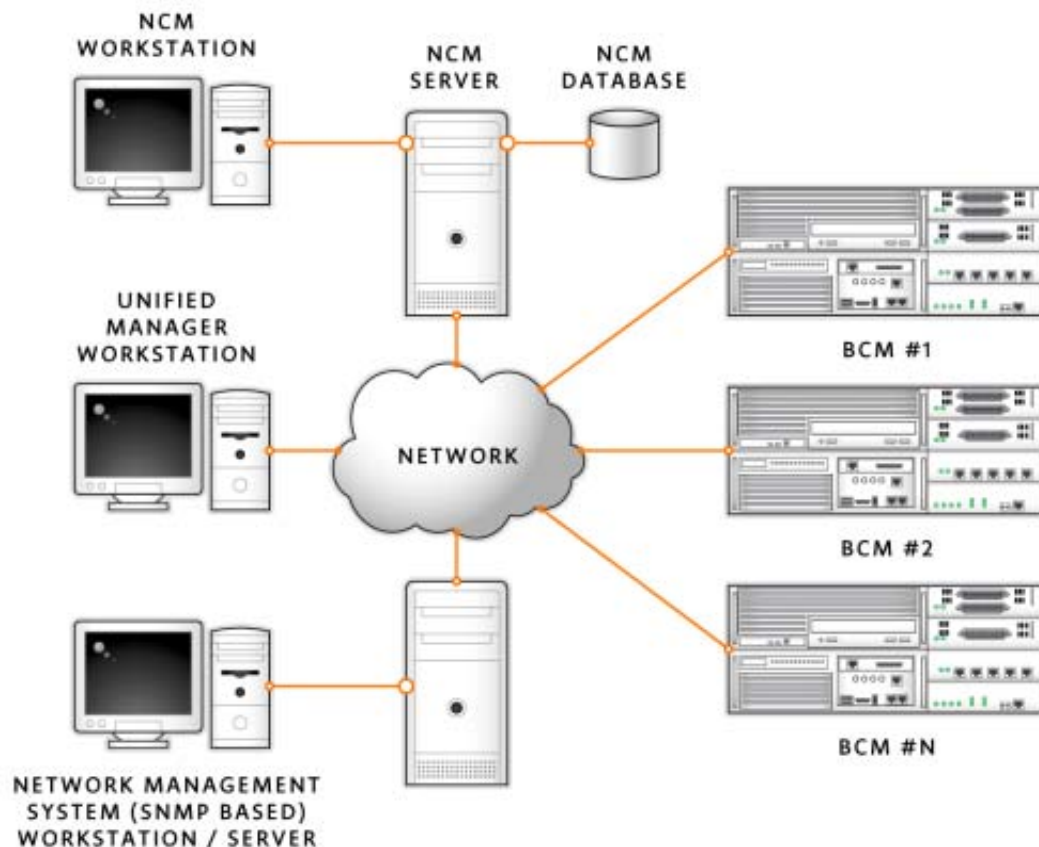 NCM
WORKSTATION
NCM
SERVER
NCM
DATABASE
UNIFIED
MANAGER
WORKSTATION
NETWORK
BCM #1
BCM #2
BCM #N
NETWORK MANAGEMENT
SYSTEM (SNMP BASED)
WORKSTATION / SERVER